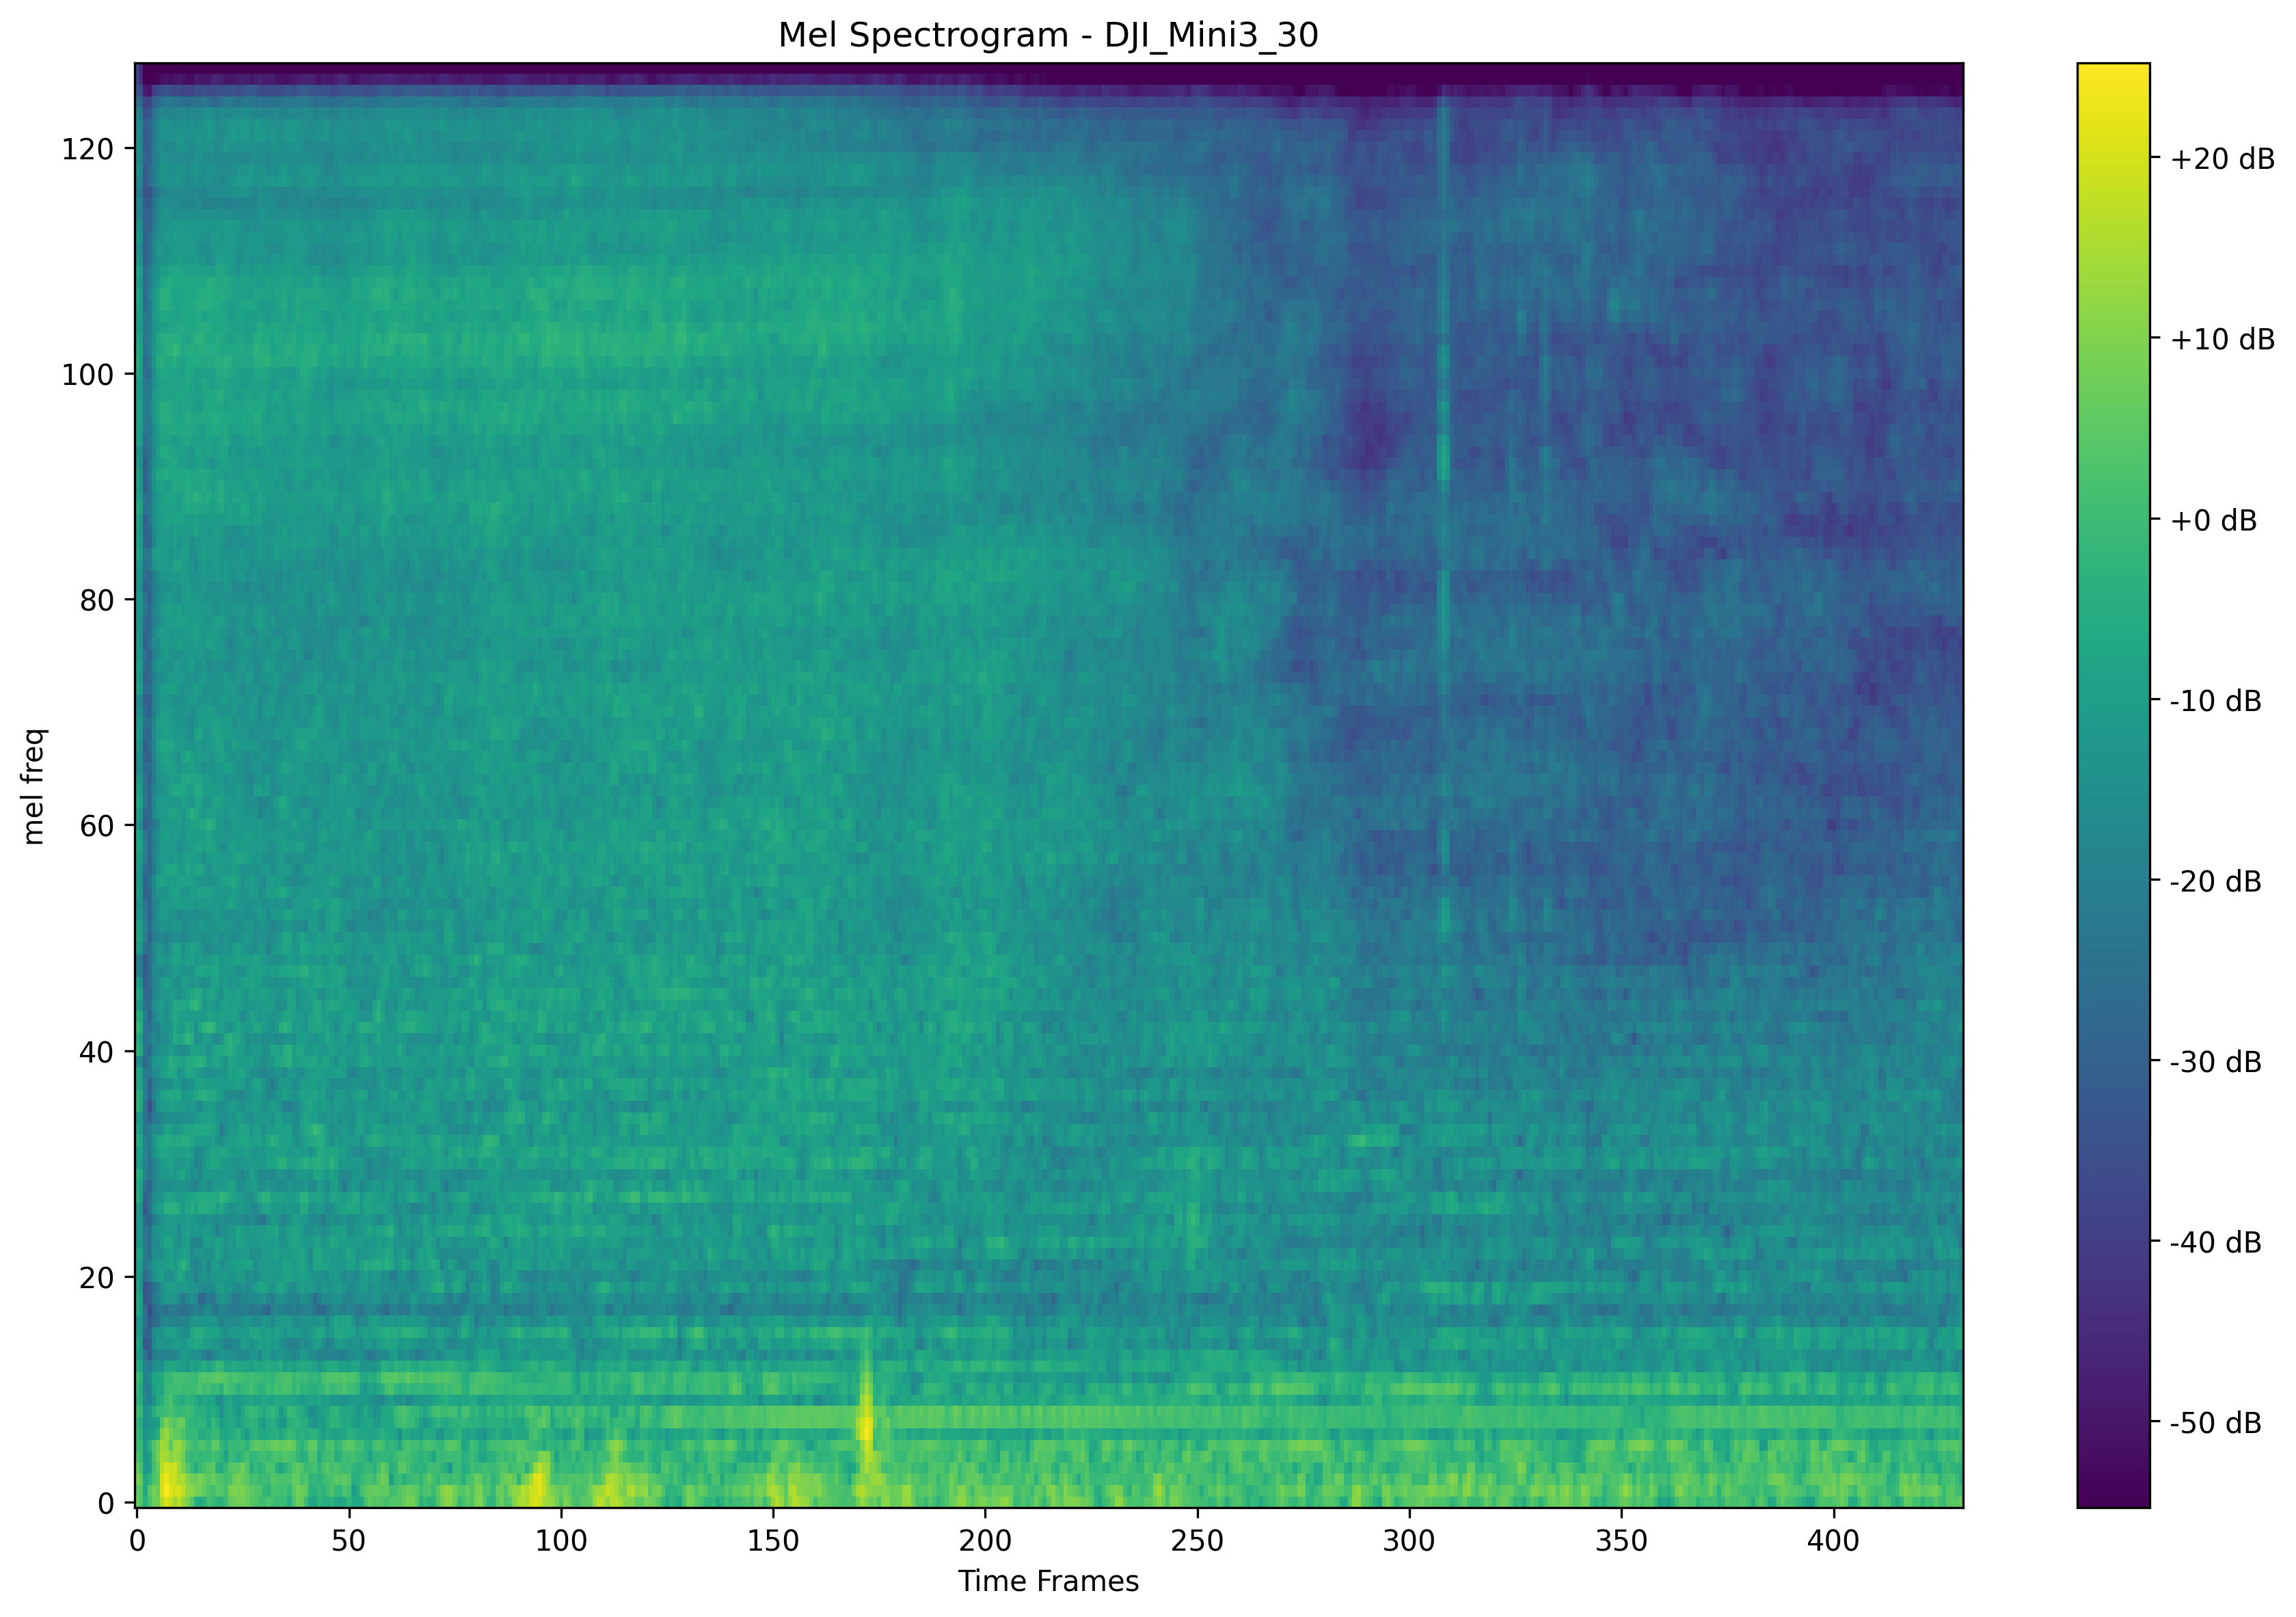 Mel Spectrogram - DJI_Mini3_30
mel freq
120
100
80
60
40
20
0
0 50 100 150 200 250 300 350 400
Time Frames
+20 dB
+10 dB
+0 dB
-10 dB
-20 dB
-30 dB
-40 dB
-50 dB